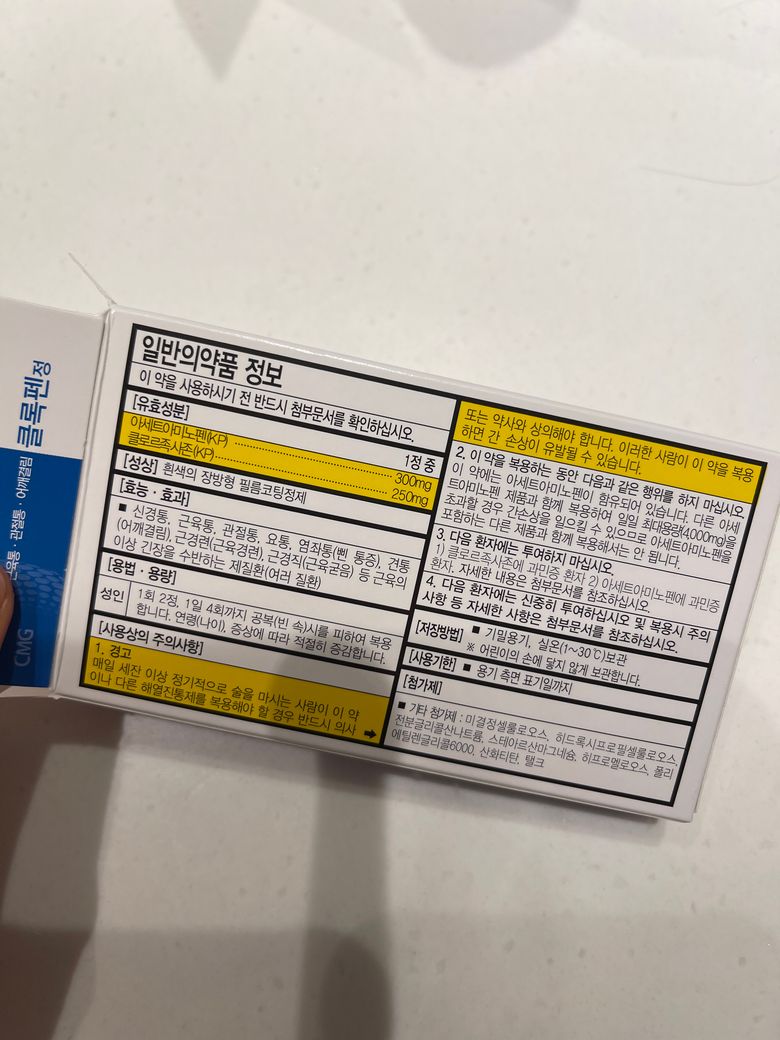 클록펜정
근육통 · 관절통 · 어깨결림
CMG
일반의약품 정보
이 약을 사용하시기 전 반드시 첨부문서를 확인하십시오.
[유효성분] 1정 중
아세트아미노펜(KP) 300mg
클로르족사존(KP) 250mg
[성상] 흰색의 장방형 필름코팅정제
[효능 · 효과]
■ 신경통, 근육통, 관절통, 요통, 염좌통(삔 통증), 견통
(어깨결림), 근경련(근육경련), 근경직(근육굳음) 등 근육의
이상 긴장을 수반하는 제질환(여러 질환)
[용법 · 용량]
성인 1회 2정, 1일 4회까지 공복(빈 속)시를 피하여 복용
합니다. 연령(나이), 증상에 따라 적절히 증감합니다.
[사용상의 주의사항]
1. 경고
매일 세잔 이상 정기적으로 술을 마시는 사람이 이 약
이나 다른 해열진통제를 복용해야 할 경우 반드시 의사
또는 약사와 상의해야 합니다. 이러한 사람이 이 약을 복용
하면 간 손상이 유발될 수 있습니다.
2. 이 약을 복용하는 동안 다음과 같은 행위를 하지 마십시오
이 약에는 아세트아미노펜이 함유되어 있습니다. 다른 아세
트아미노펜 제품과 함께 복용하여 일일 최대용량(4,000mg)을
초과할 경우 간손상을 일으킬 수 있으므로 아세트아미노펜을
포함하는 다른 제품과 함께 복용해서는 안 됩니다.
3. 다음 환자에는 투여하지 마십시오.
1) 클로르족사존에 과민증 환자 2) 아세트아미노펜에 과민증
환자. 자세한 내용은 첨부문서를 참조하십시오.
4. 다음 환자에는 신중히 투여하십시오 및 복용시 주의
사항 등 자세한 사항은 첨부문서를 참조하십시오.
[저장방법] ■ 기밀용기, 실온(1~30℃)보관
※ 어린이의 손에 닿지 않게 보관합니다.
[사용기한] ■ 용기 측면 표기일까지
[첨가제]
■ 기타 첨가제 : 미결정셀룰로오스, 히드록시프로필셀룰로오스,
전분글리콜산나트륨, 스테아르산마그네슘, 히프로멜로오스, 폴리
에틸렌글리콜6000, 산화티탄, 탤크